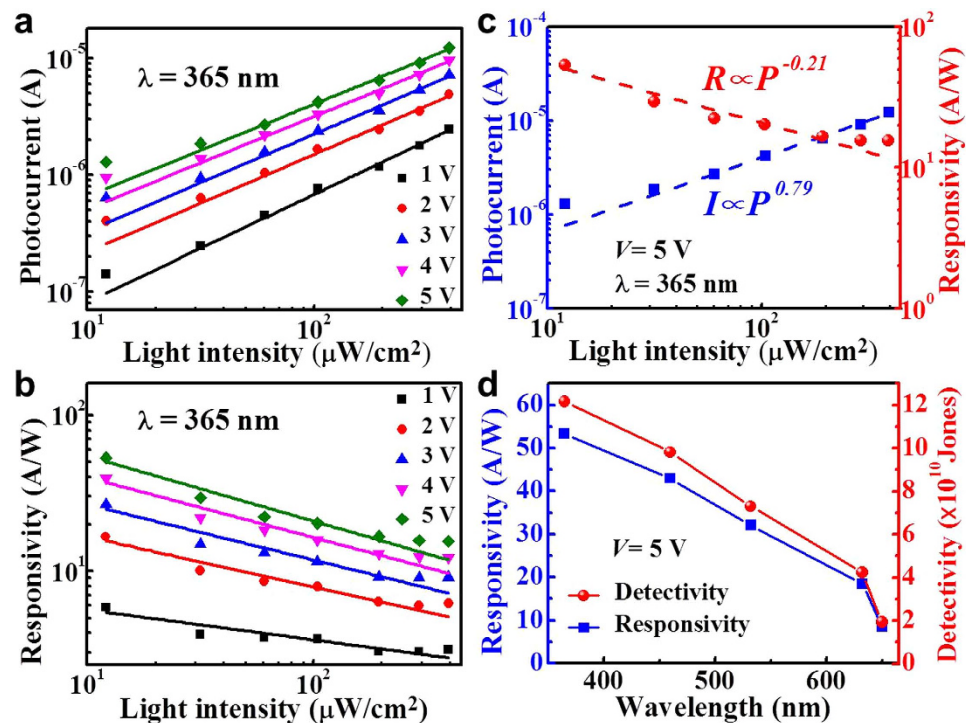 a
λ = 365 nm
1 V
2 V
3 V
4 V
5 V
10⁻⁵
10⁻⁶
10⁻⁷
Photocurrent (A)
10¹
10²
Light intensity (μW/cm²)
b
λ = 365 nm
1 V
2 V
3 V
4 V
5 V
10²
10¹
Responsivity (A/W)
10¹
10²
Light intensity (μW/cm²)
c
R∝P⁻⁰·²¹
I∝P⁰·⁷⁹
V= 5 V
λ = 365 nm
10⁻⁴
10⁻⁵
10⁻⁶
10⁻⁷
Photocurrent (A)
10²
10¹
10⁰
Responsivity (A/W)
10¹
10²
Light intensity (μW/cm²)
d
V= 5 V
Detectivity
Responsivity
60
50
40
30
20
10
0
Responsivity (A/W)
12
10
8
6
4
2
0
Detectivity (x10¹⁰Jones)
400
500
600
Wavelength (nm)